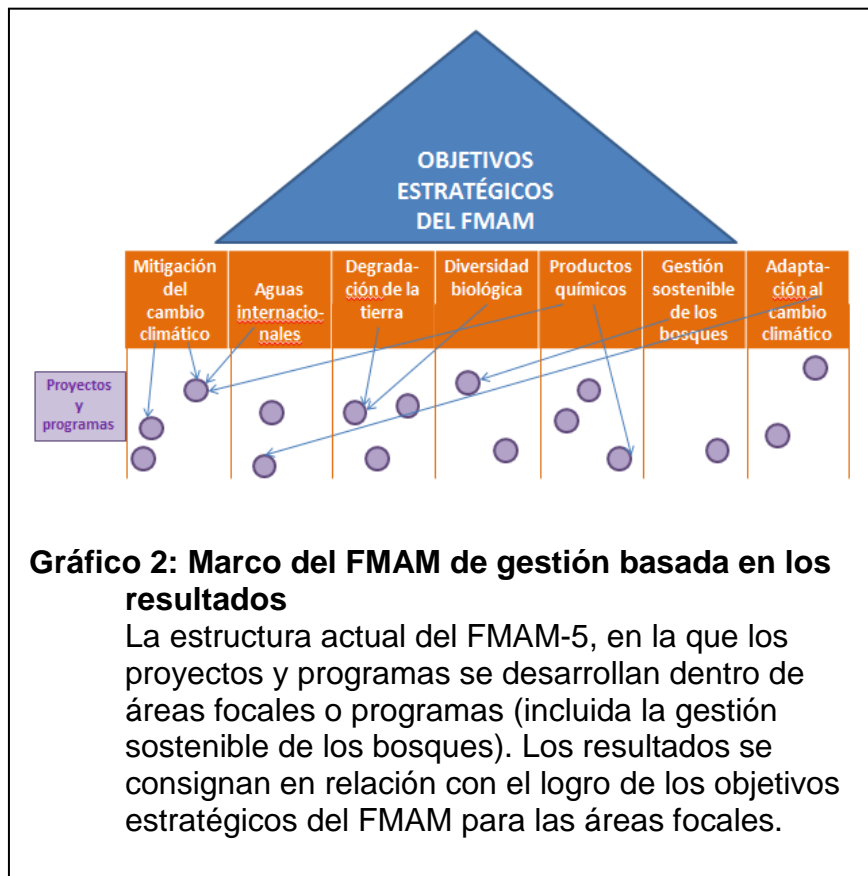 OBJETIVOS
ESTRATÉGICOS
DEL FMAM
Mitigación
del
cambio
climático
Aguas
internacio-
nales
Degrada-
ción de la
tierra
Diversidad
biológica
Productos
químicos
Gestión
sostenible
de los
bosques
Adapta-
ción al
cambio
climático
Proyectos
y
programas
Gráfico 2: Marco del FMAM de gestión basada en los
resultados
La estructura actual del FMAM-5, en la que los
proyectos y programas se desarrollan dentro de
áreas focales o programas (incluida la gestión
sostenible de los bosques). Los resultados se
consignan en relación con el logro de los objetivos
estratégicos del FMAM para las áreas focales.